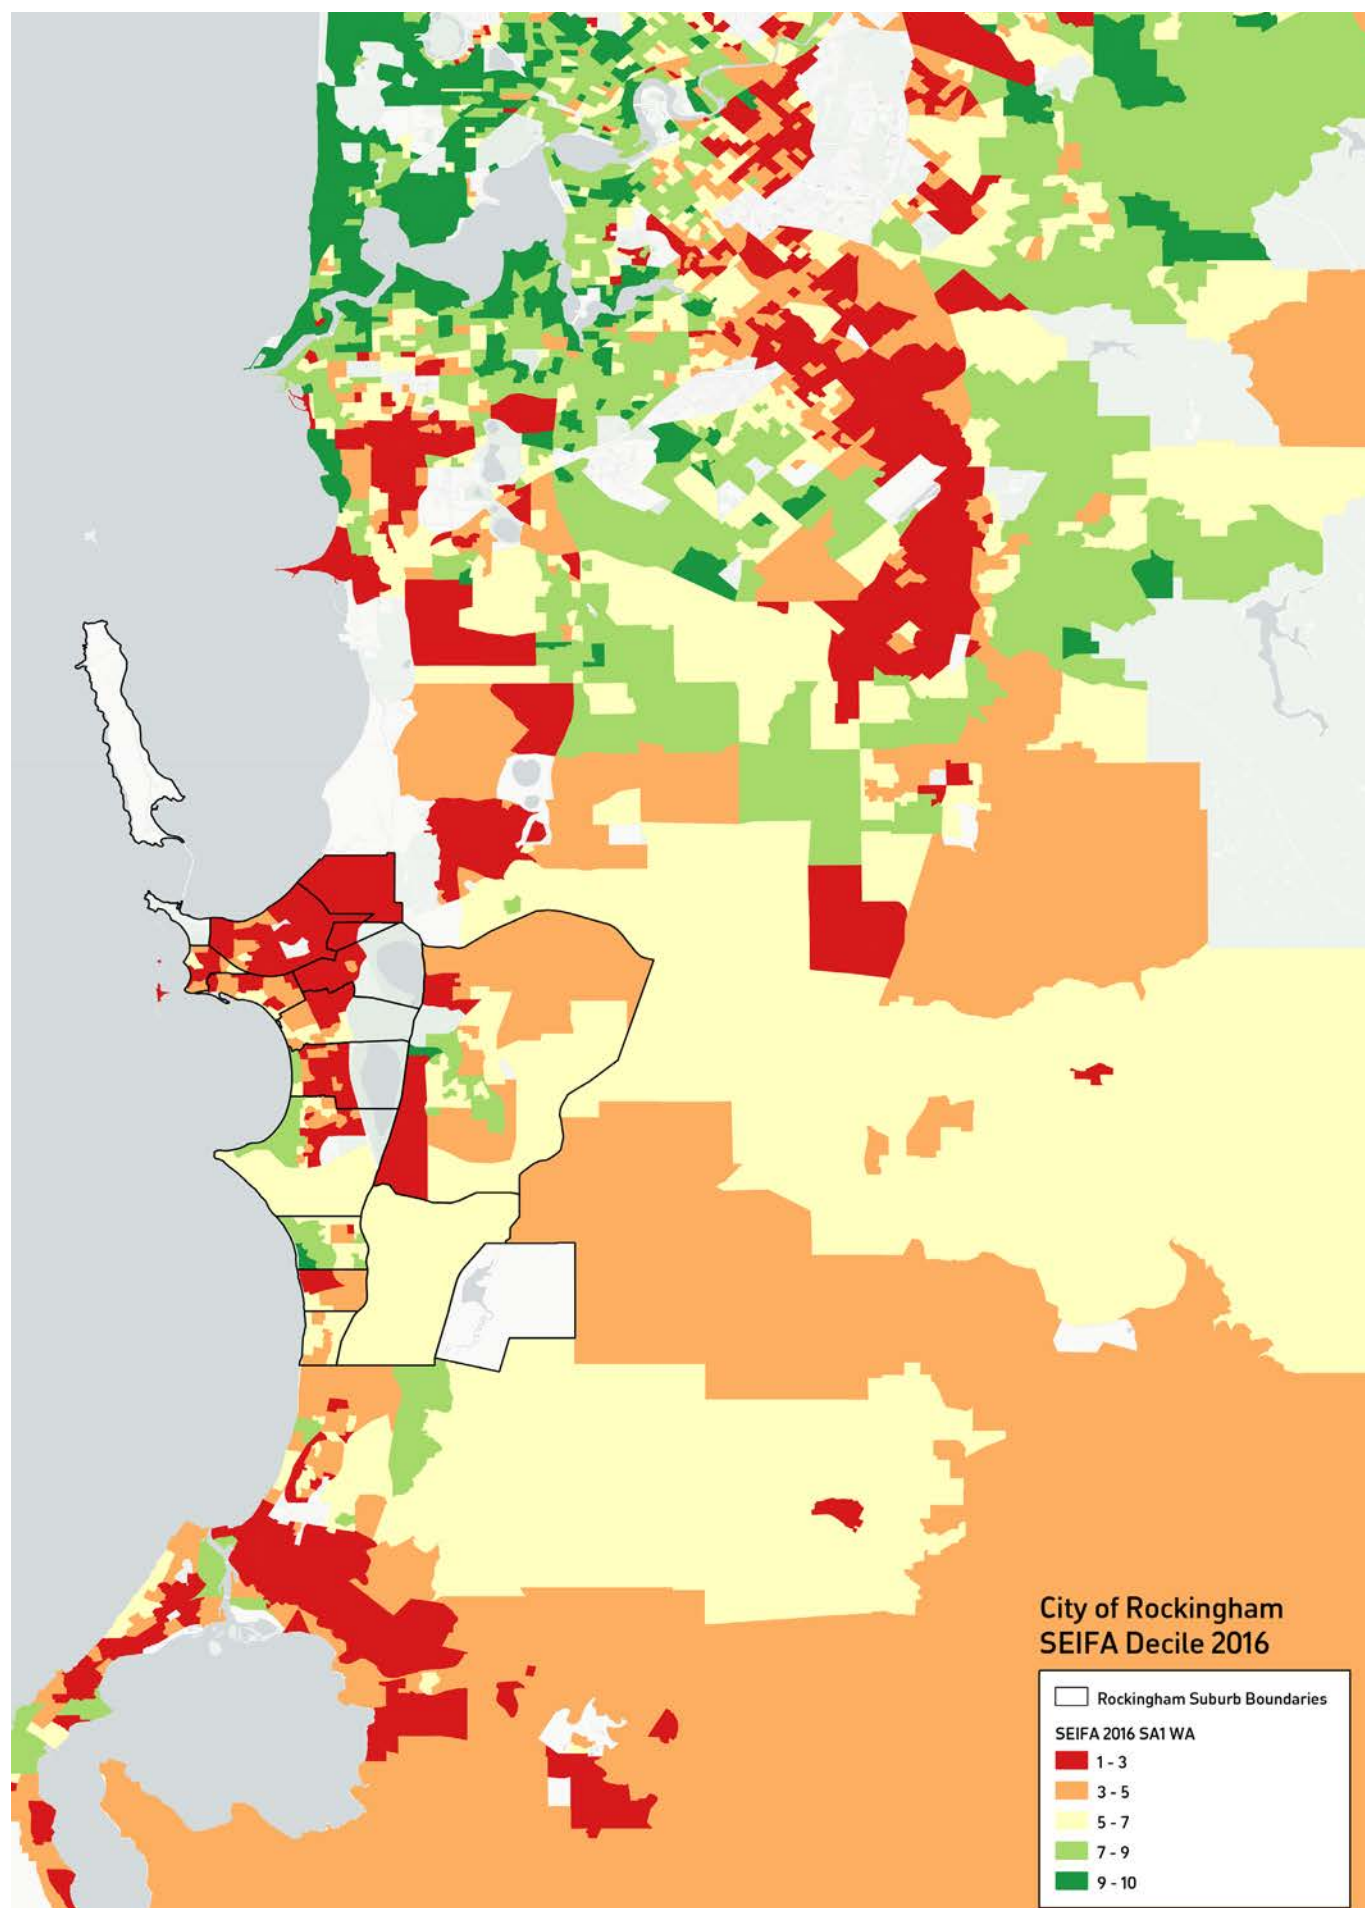 City of Rockingham
SEIFA Decile 2016
Rockingham Suburb Boundaries
SEIFA 2016 SA1 WA
1 - 3
3 - 5
5 - 7
7 - 9
9 - 10